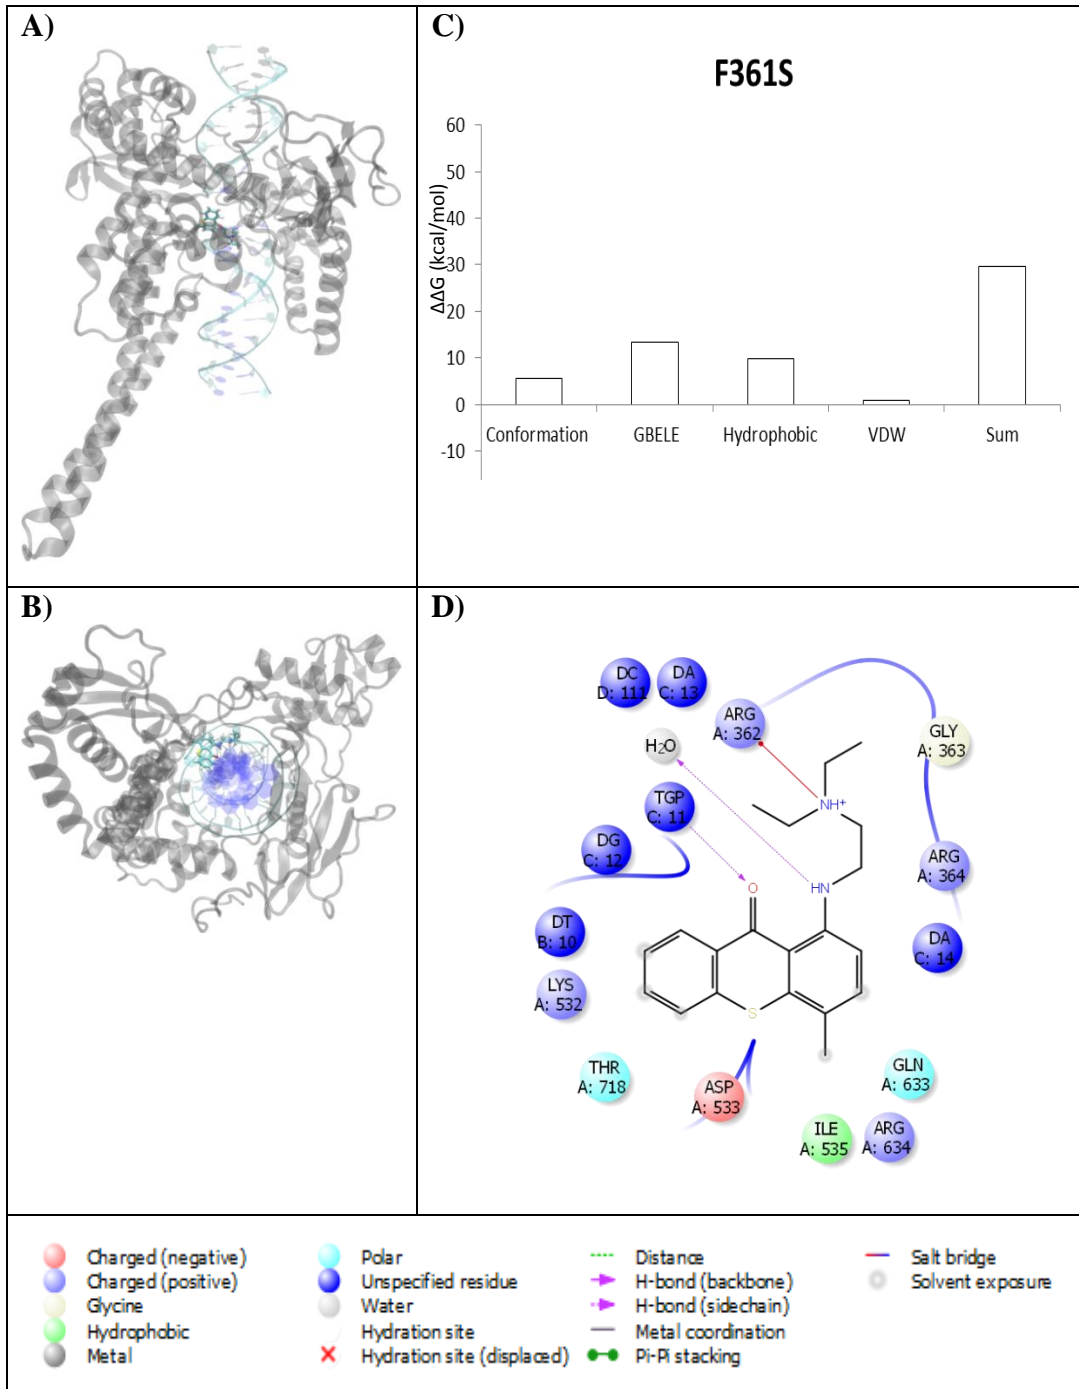 A)
C)
F361S
ΔΔG (kcal/mol)
60
50
40
30
20
10
0
-10
Conformation GBELE Hydrophobic VDW Sum
B)
D)
DC
D: 111
DA
C: 13
ARG
A: 362
H2O
GLY
A: 363
TGP
C: 11
NH+
DG
C: 12
ARG
A: 364
O
HN
DT
B: 10
DA
C: 14
LYS
A: 532
S
THR
A: 718
ASP
A: 533
GLN
A: 633
ILE
A: 535
ARG
A: 634
Charged (negative)
Charged (positive)
Glycine
Hydrophobic
Metal
Polar
Unspecified residue
Water
Hydration site
Hydration site (displaced)
Distance
H-bond (backbone)
H-bond (sidechain)
Metal coordination
Pi-Pi stacking
Salt bridge
Solvent exposure